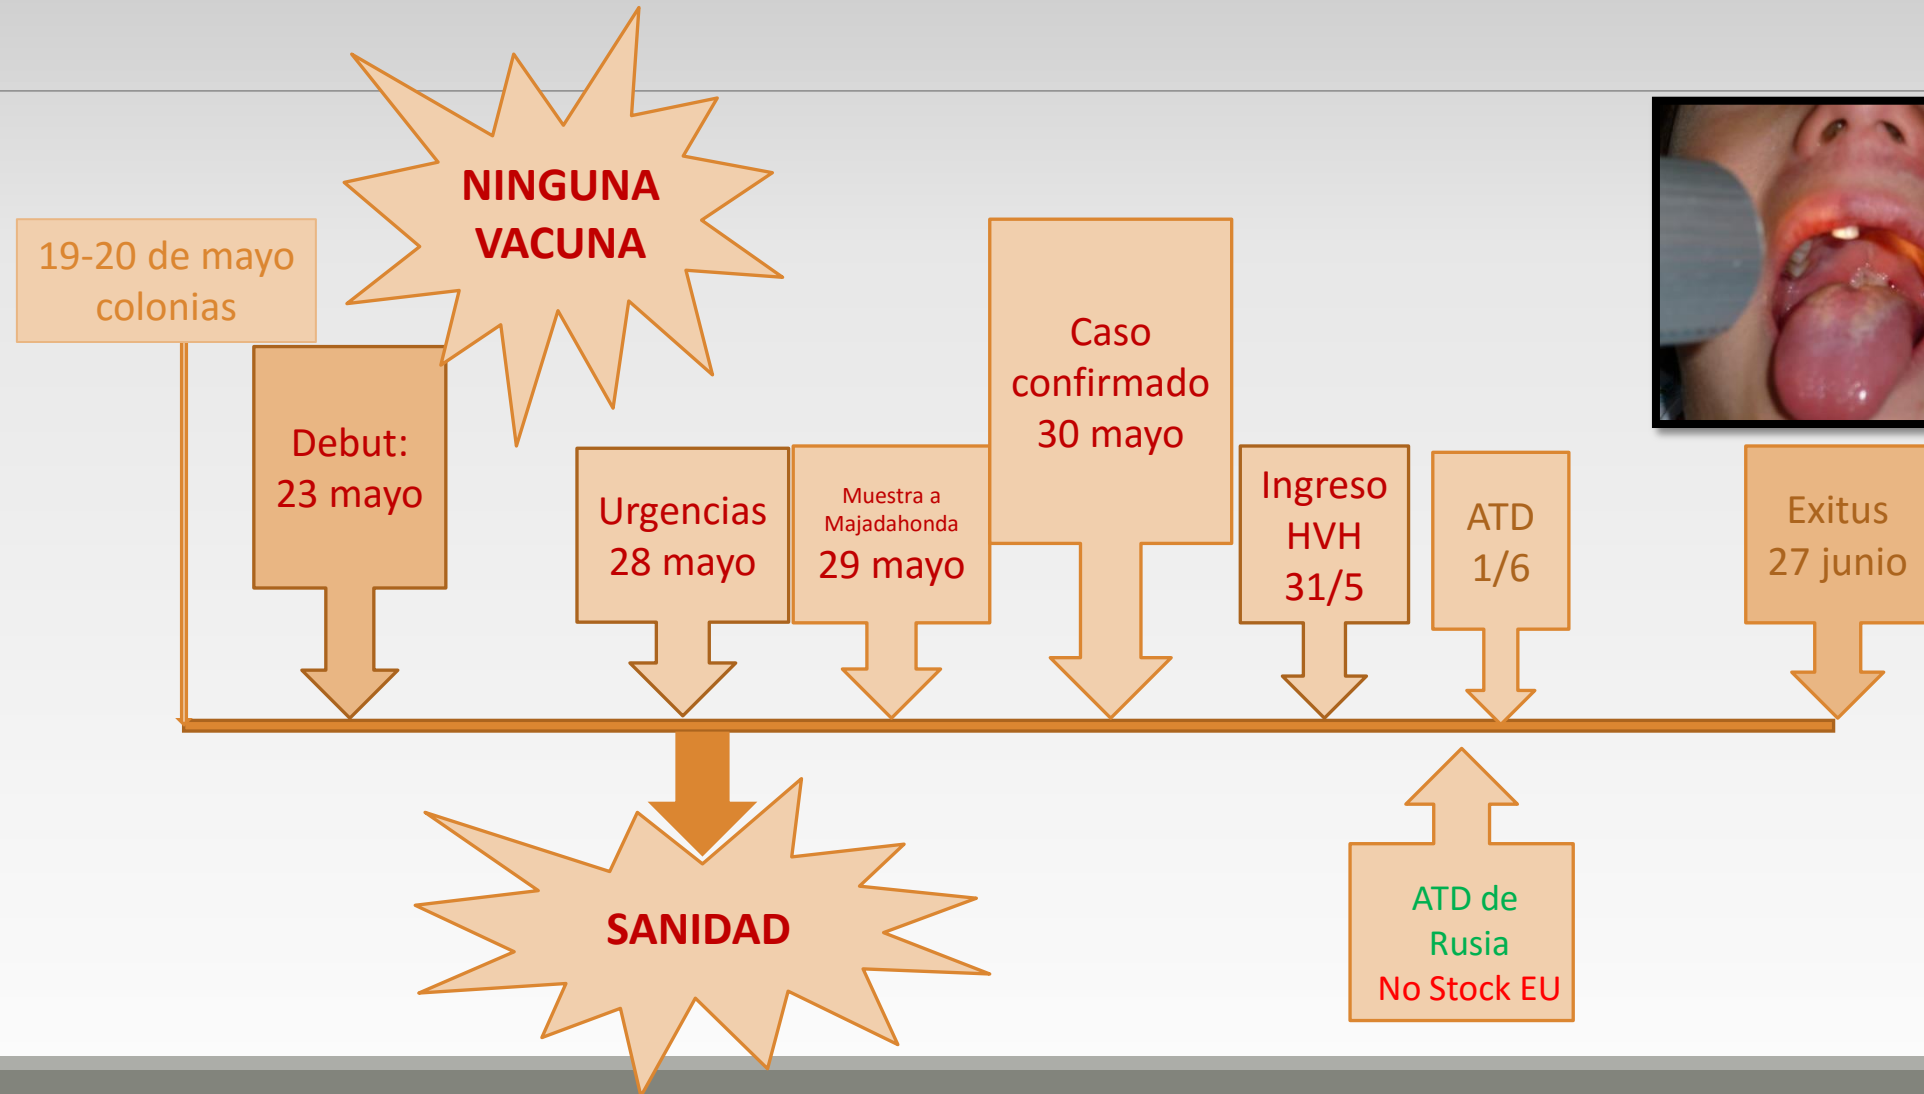 NINGUNA
VACUNA
19-20 de mayo
colonias
Debut:
23 mayo
Urgencias
28 mayo
Muestra a
Majadahonda
29 mayo
Caso
confirmado
30 mayo
Ingreso
HVH
31/5
ATD
1/6
Exitus
27 junio
SANIDAD
ATD de
Rusia
No Stock EU